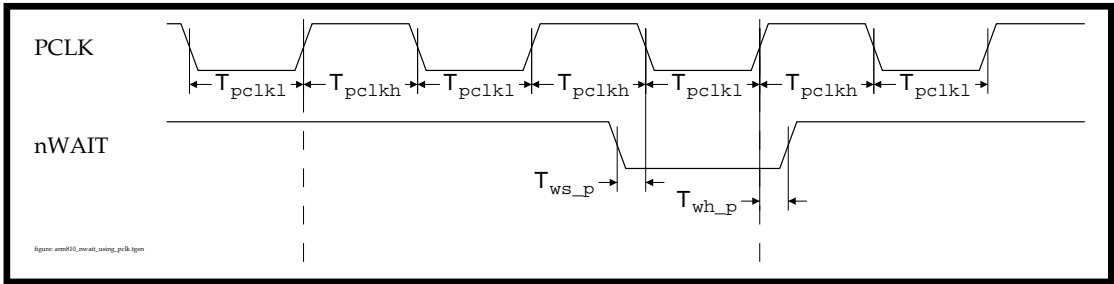 PCLK
Tpclkl Tpclkh Tpclkl Tpclkh Tpclkl Tpclkh Tpclkl
nWAIT
Tws_p
Twh_p
figure: arm810_nwait_using_pclk.tgen